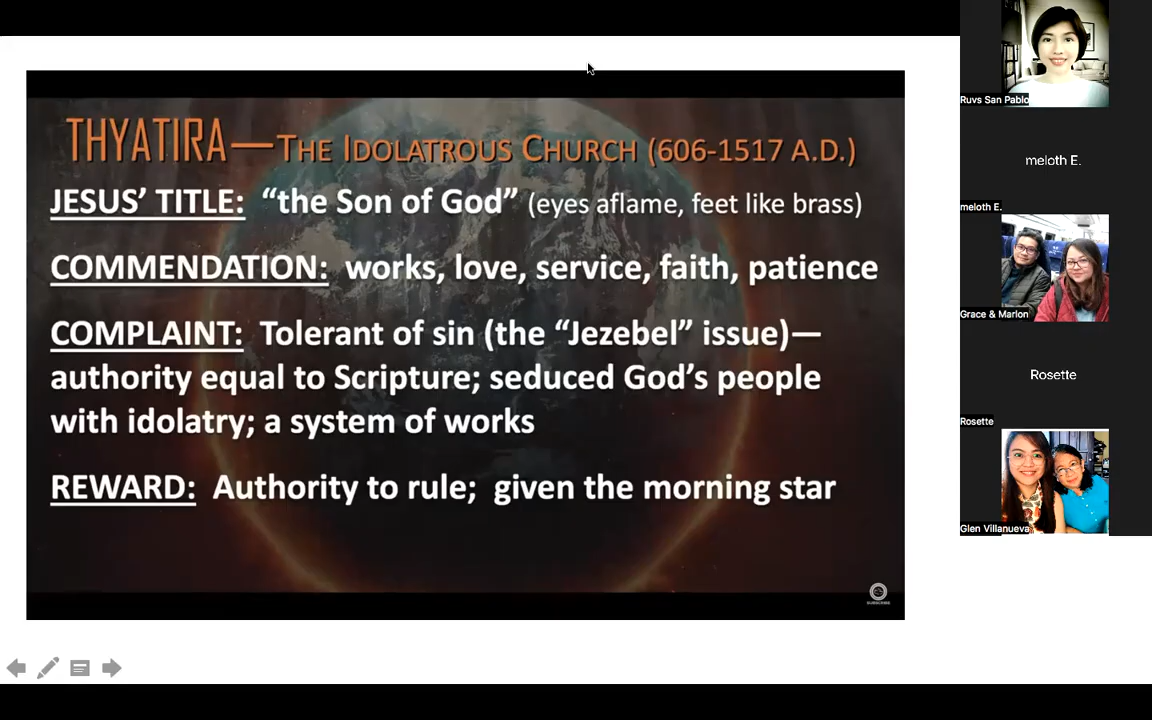 THYATIRA—THE IDOLATROUS CHURCH (606-1517 A.D.)
JESUS' TITLE: “the Son of God” (eyes aflame, feet like brass)
COMMENDATION: works, love, service, faith, patience
COMPLAINT: Tolerant of sin (the “Jezebel” issue)—
authority equal to Scripture; seduced God's people
with idolatry; a system of works
REWARD: Authority to rule; given the morning star
Ruvs San Pablo
meloth E.
meloth E.
Grace & Marlon
Rosette
Rosette
Glen Villanueva